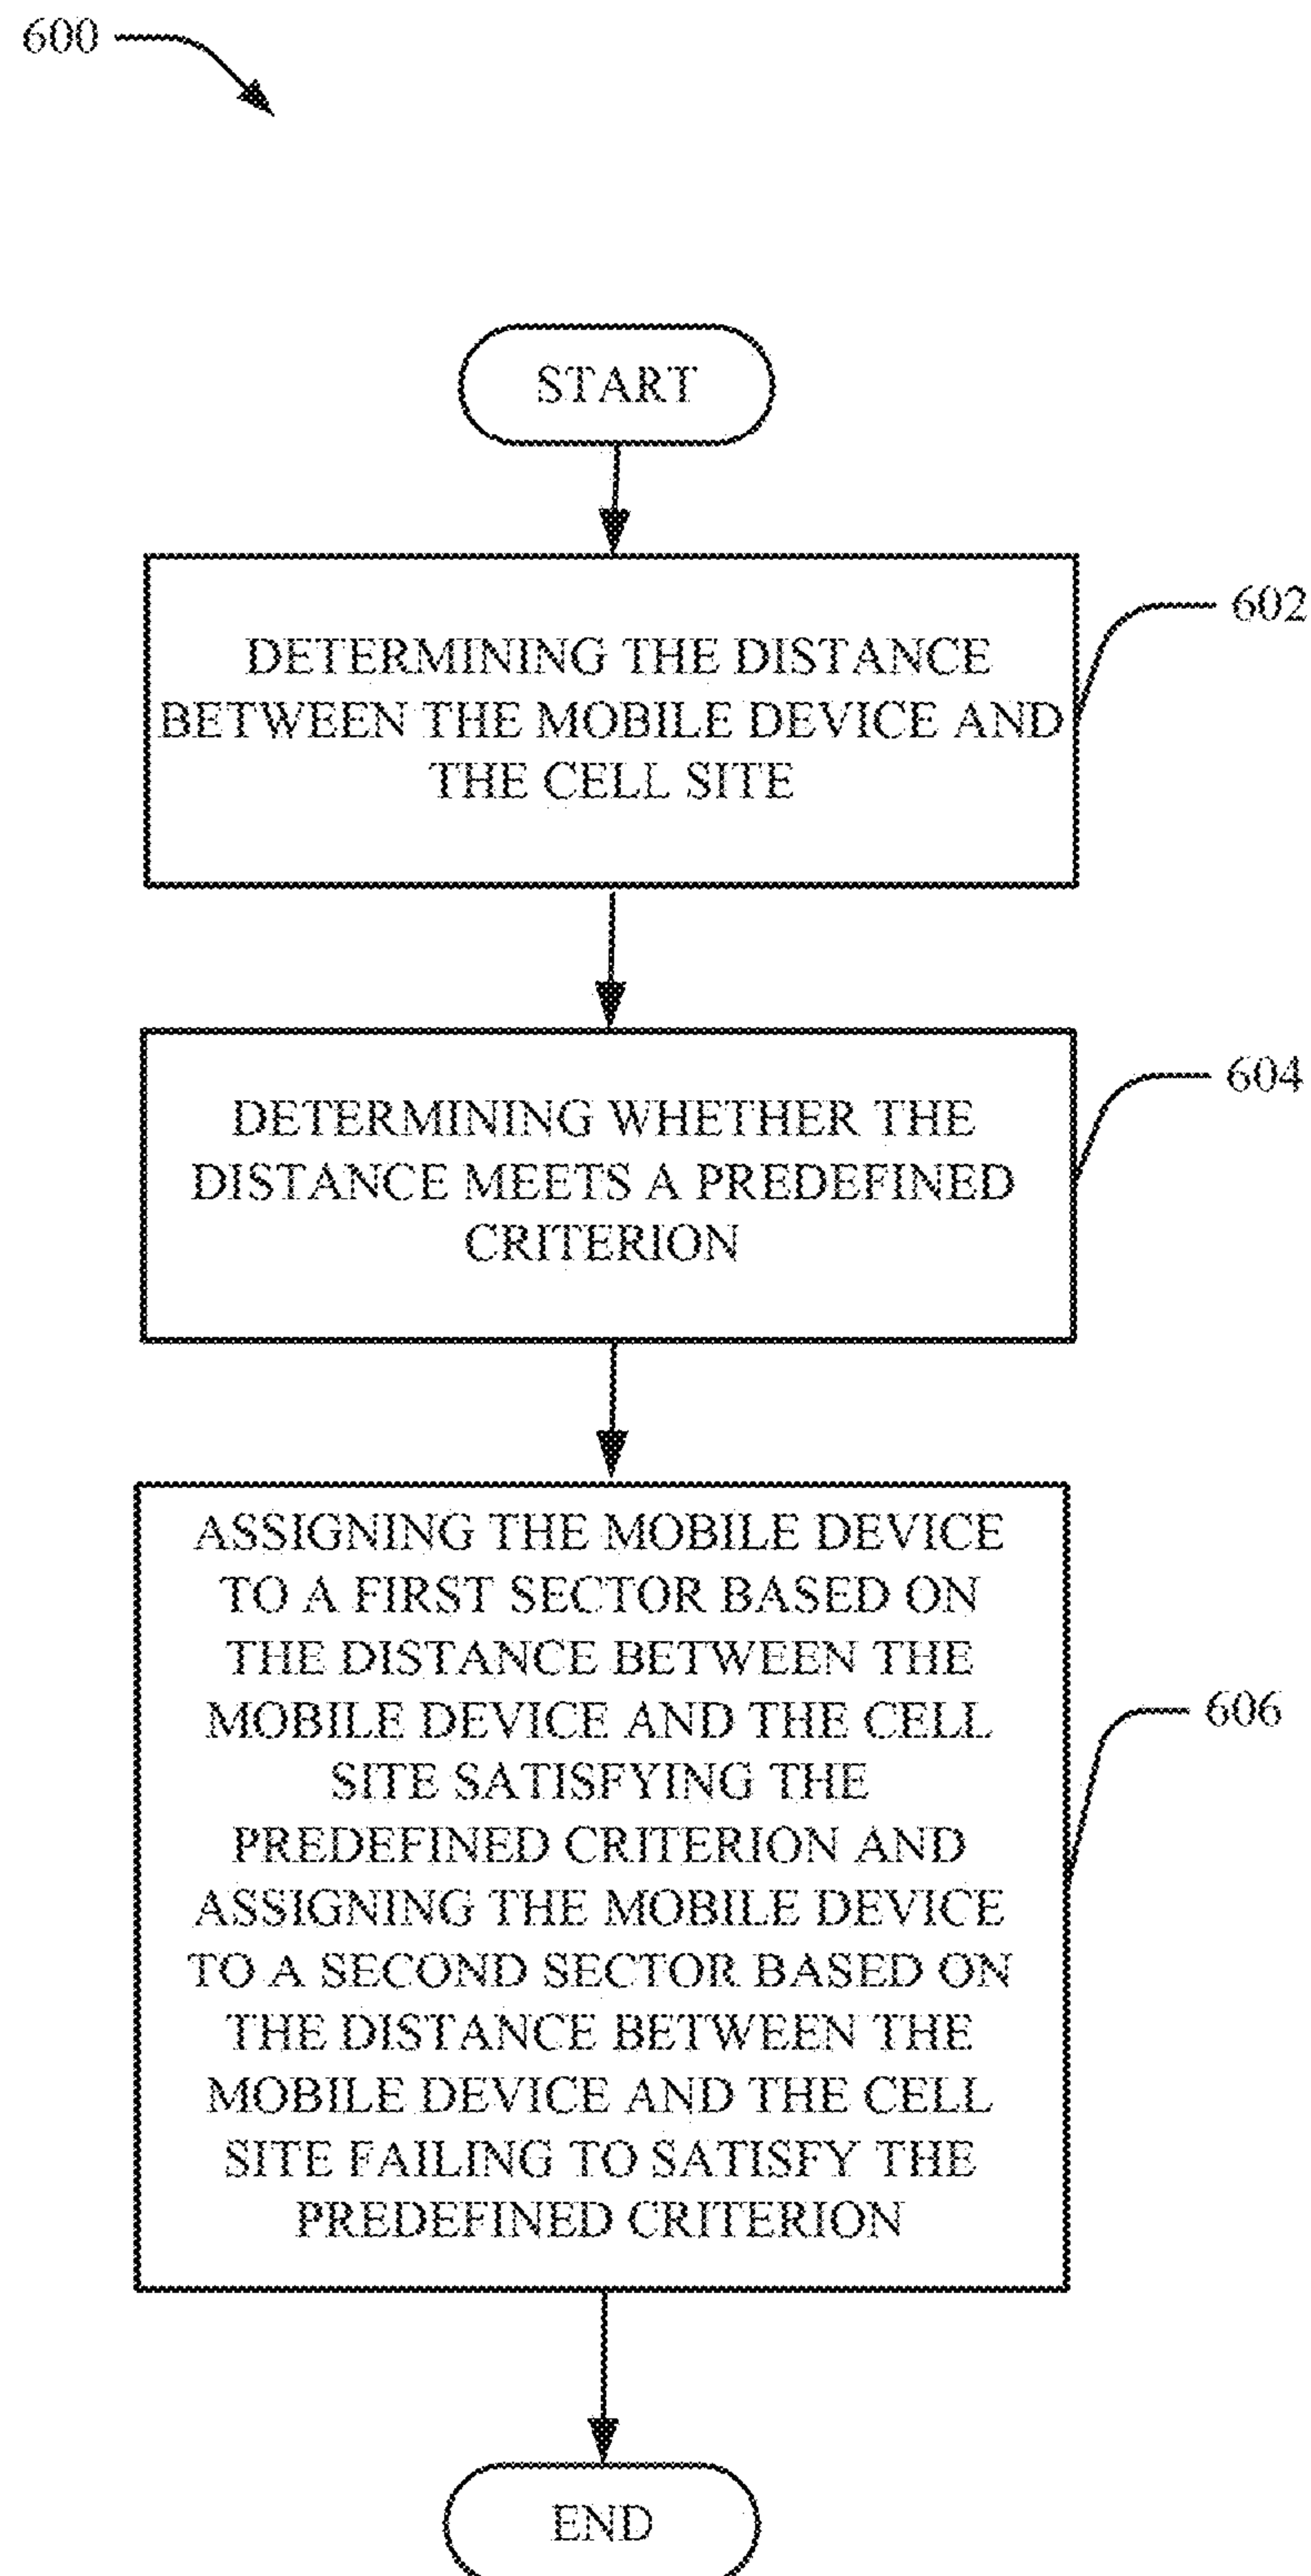 600
START
DETERMINING THE DISTANCE
BETWEEN THE MOBILE DEVICE AND
THE CELL SITE
602
DETERMINING WHETHER THE
DISTANCE MEETS A PREDEFINED
CRITERION
604
ASSIGNING THE MOBILE DEVICE
TO A FIRST SECTOR BASED ON
THE DISTANCE BETWEEN THE
MOBILE DEVICE AND THE CELL
SITE SATISFYING THE
PREDEFINED CRITERION AND
ASSIGNING THE MOBILE DEVICE
TO A SECOND SECTOR BASED ON
THE DISTANCE BETWEEN THE
MOBILE DEVICE AND THE CELL
SITE FAILING TO SATISFY THE
PREDEFINED CRITERION
606
END